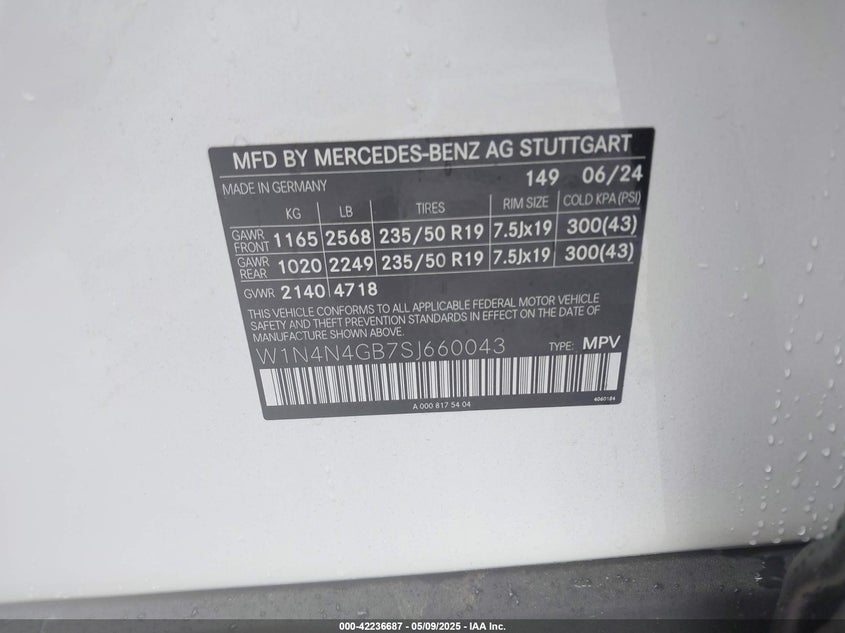 MFD BY MERCEDES-BENZ AG STUTTGART
MADE IN GERMANY 149 06/24
KG LB TIRES RIM SIZE COLD KPA (PSI)
GAWR FRONT 1165 2568 235/50 R19 7.5Jx19 300(43)
GAWR REAR 1020 2249 235/50 R19 7.5Jx19 300(43)
GVWR 2140 4718
THIS VEHICLE CONFORMS TO ALL APPLICABLE FEDERAL MOTOR VEHICLE
SAFETY AND THEFT PREVENTION STANDARDS IN EFFECT ON THE DATE OF
MANUFACTURE SHOWN ABOVE.
W1N4N4GB7SJ660043 TYPE: MPV
A 000 817 54 04 4060184
000-42236687 - 05/09/2025 - IAA Inc.